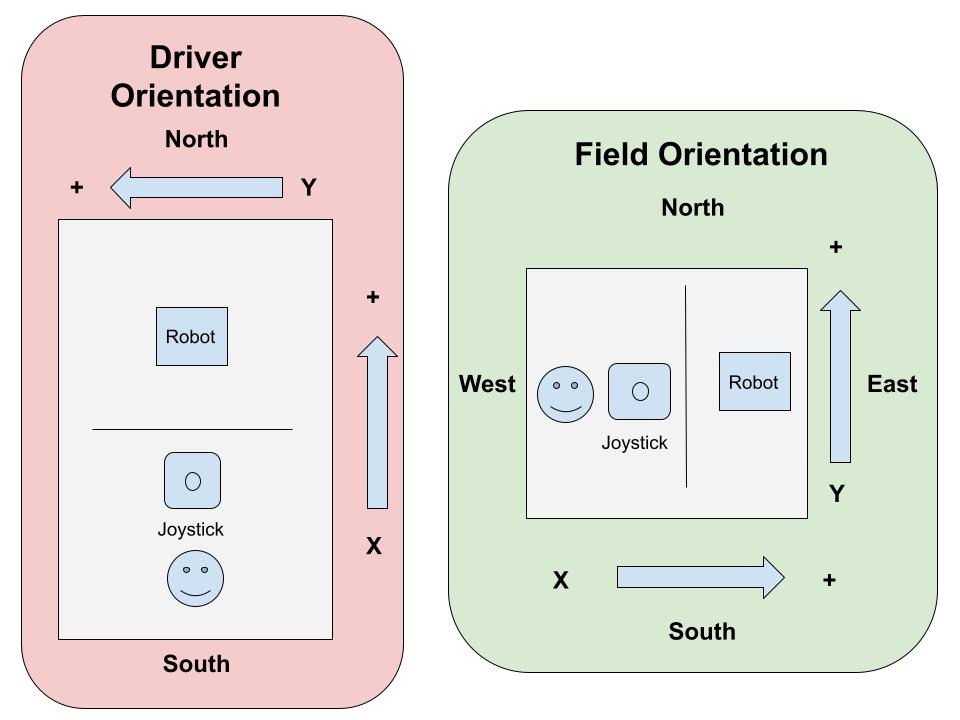 Driver
Orientation
North
+
Y
+
Robot
Joystick
X
South
Field Orientation
North
+
West
Robot
East
Joystick
Y
X
+
South